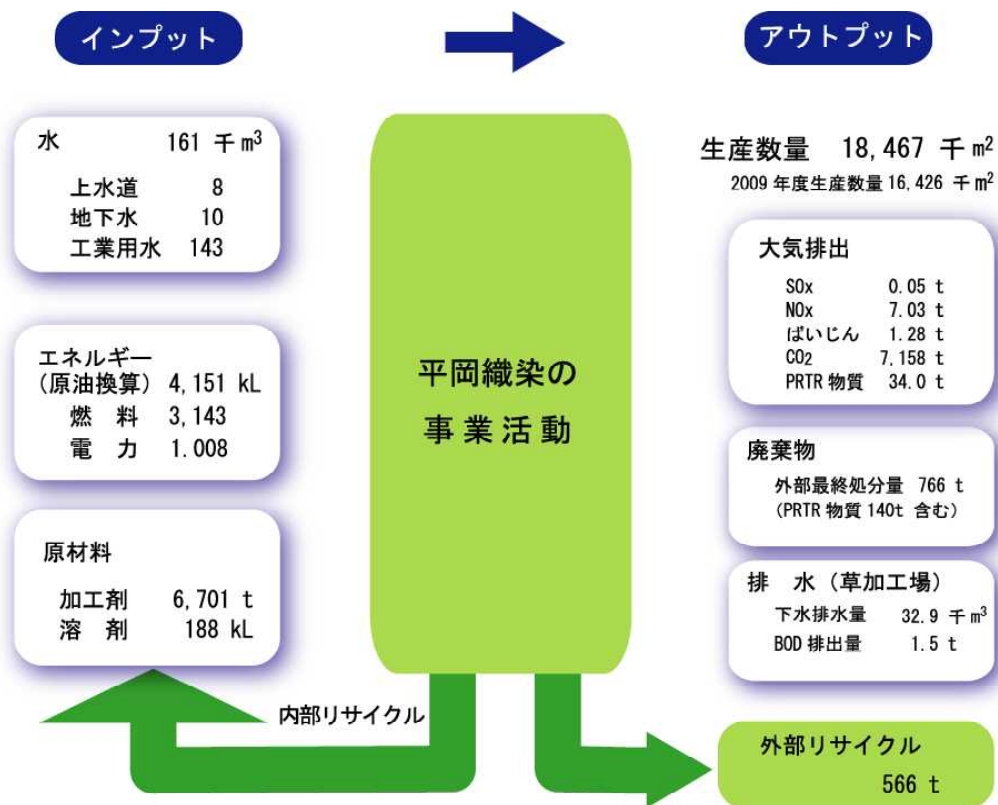 インプット
アウトプット
水 161 千m³
上水道 8
地下水 10
工業用水 143
エネルギー
(原油換算) 4,151 kL
燃 料 3,143
電 力 1.008
原材料
加工剤 6,701 t
溶 剤 188 kL
平岡織染の
事業活動
内部リサイクル
生産数量 18,467 千m²
2009年度生産数量16,426 千m²
大気排出
SOx 0.05 t
NOx 7.03 t
ばいじん 1.28 t
CO₂ 7.158 t
PRTR物質 34.0 t
廃棄物
外部最終処分量 766 t
(PRTR物質140t 含む)
排 水(草加工場)
下水排水量 32.9 千m³
BOD排出量 1.5 t
外部リサイクル
566 t